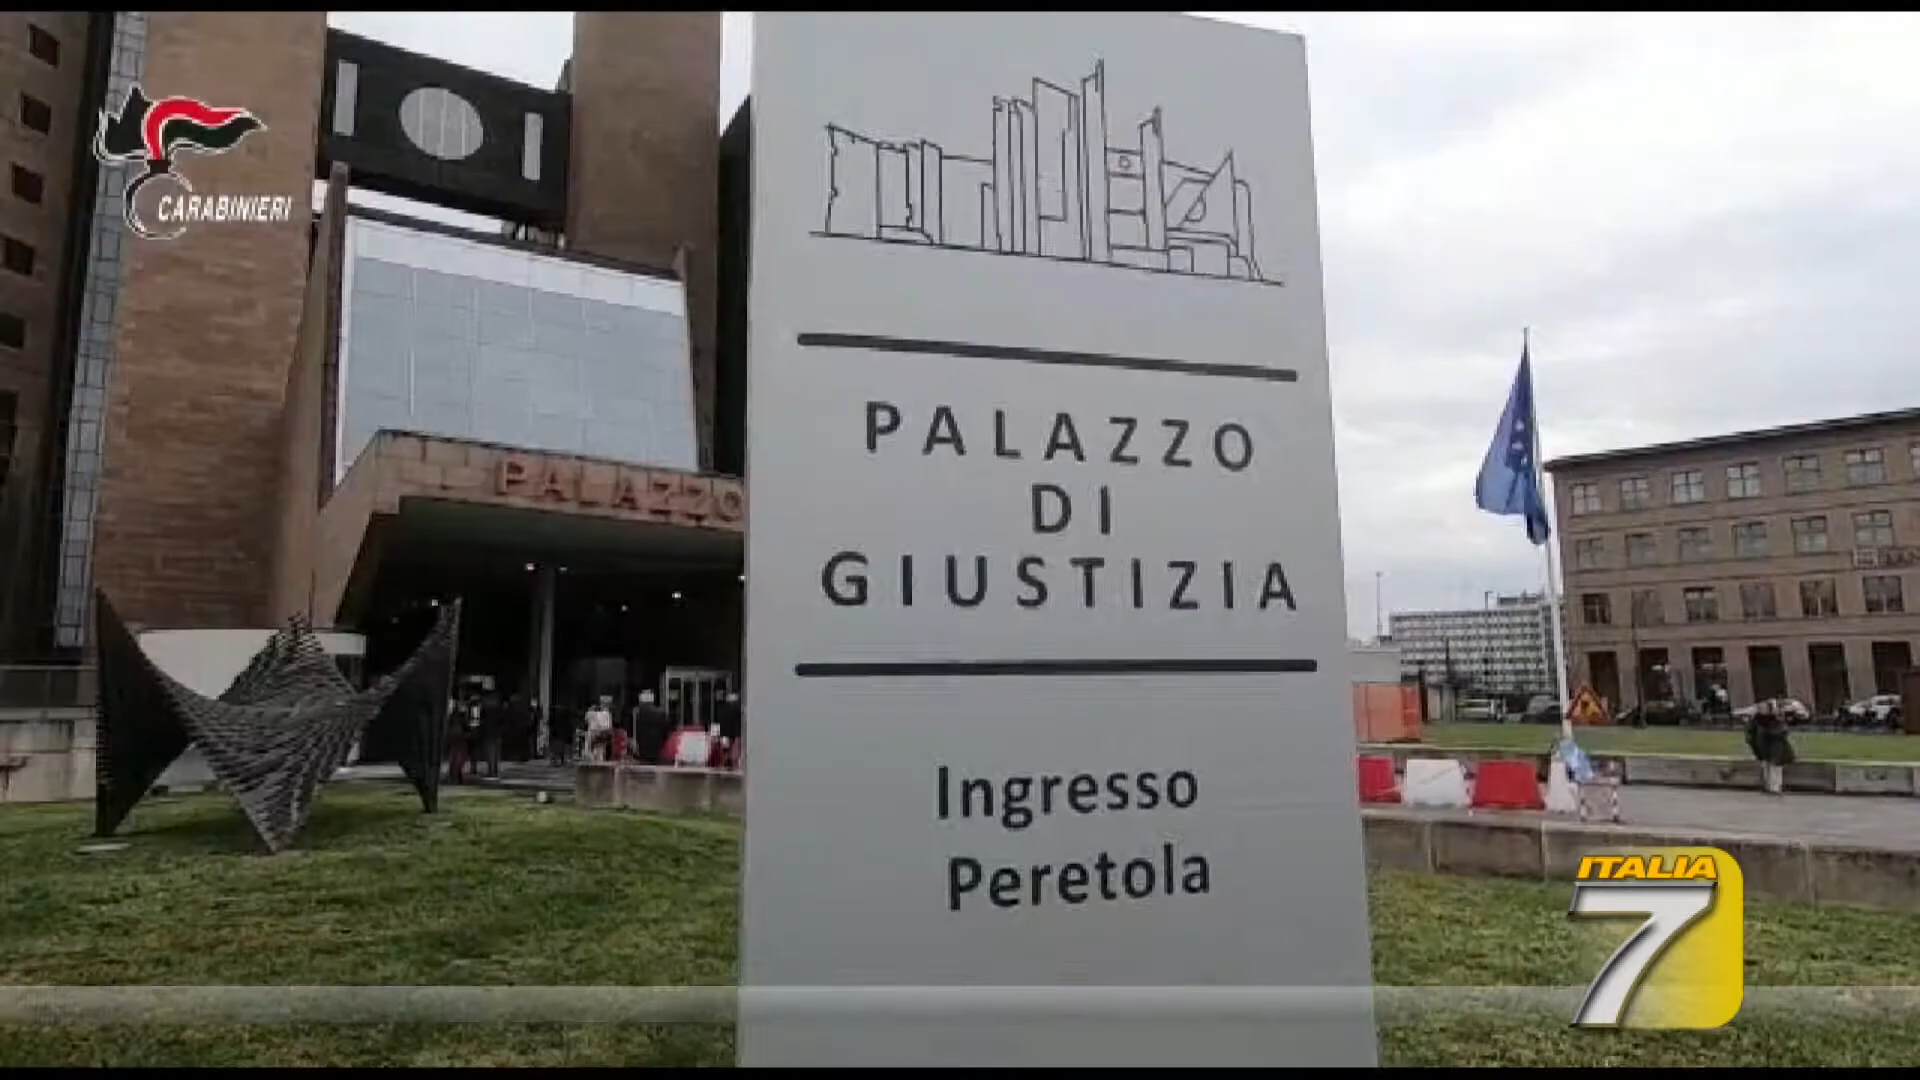 CARABINIERI
PALAZZO
PALAZZO
DI
GIUSTIZIA
Ingresso
Peretola
ITALIA
7